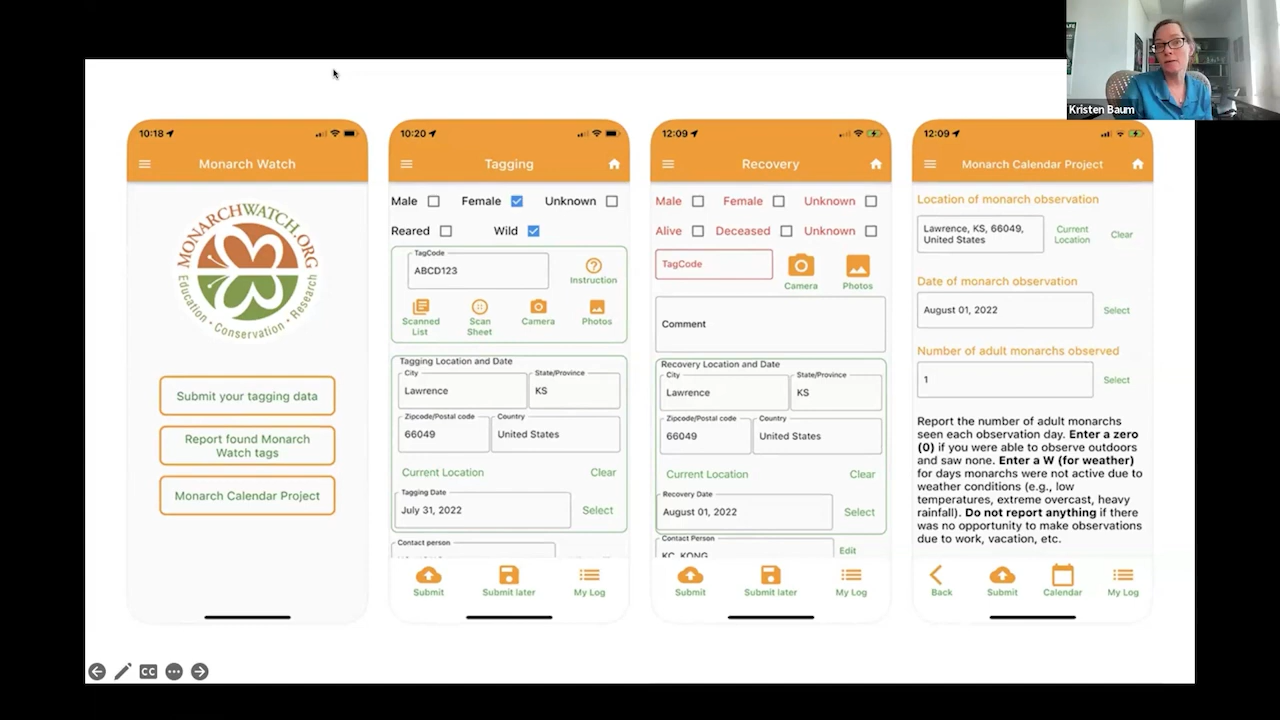 Kristen Baum
10:18
Monarch Watch
MONARCHWATCH.ORG
Education • Conservation • Research
Submit your tagging data
Report found Monarch
Watch tags
Monarch Calendar Project
10:20
Tagging
Male Female Unknown
Reared Wild
TagCode
ABCD123
Instruction
Scanned
List
Scan
Sheet
Camera
Photos
Tagging Location and Date
City
Lawrence
State/Province
KS
Zipcode/Postal code
66049
Country
United States
Current Location Clear
Tagging Date
July 31, 2022
Select
Contact person
Submit Submit later My Log
12:09
Recovery
Male Female Unknown
Alive Deceased Unknown
TagCode
Camera
Photos
Comment
Recovery Location and Date
City
Lawrence
State/Province
KS
Zipcode/Postal code
66049
Country
United States
Current Location Clear
Recovery Date
August 01, 2022
Select
Contact Person
KC KONG
Edit
Submit Submit later My Log
12:09
Monarch Calendar Project
Location of monarch observation
Lawrence, KS, 66049,
United States
Current
Location
Clear
Date of monarch observation
August 01, 2022
Select
Number of adult monarchs observed
1
Select
Report the number of adult monarchs
seen each observation day. Enter a zero
(0) if you were able to observe outdoors
and saw none. Enter a W (for weather)
for days monarchs were not active due to
weather conditions (e.g., low
temperatures, extreme overcast, heavy
rainfall). Do not report anything if there
was no opportunity to make observations
due to work, vacation, etc.
Back Submit Calendar My Log
CC